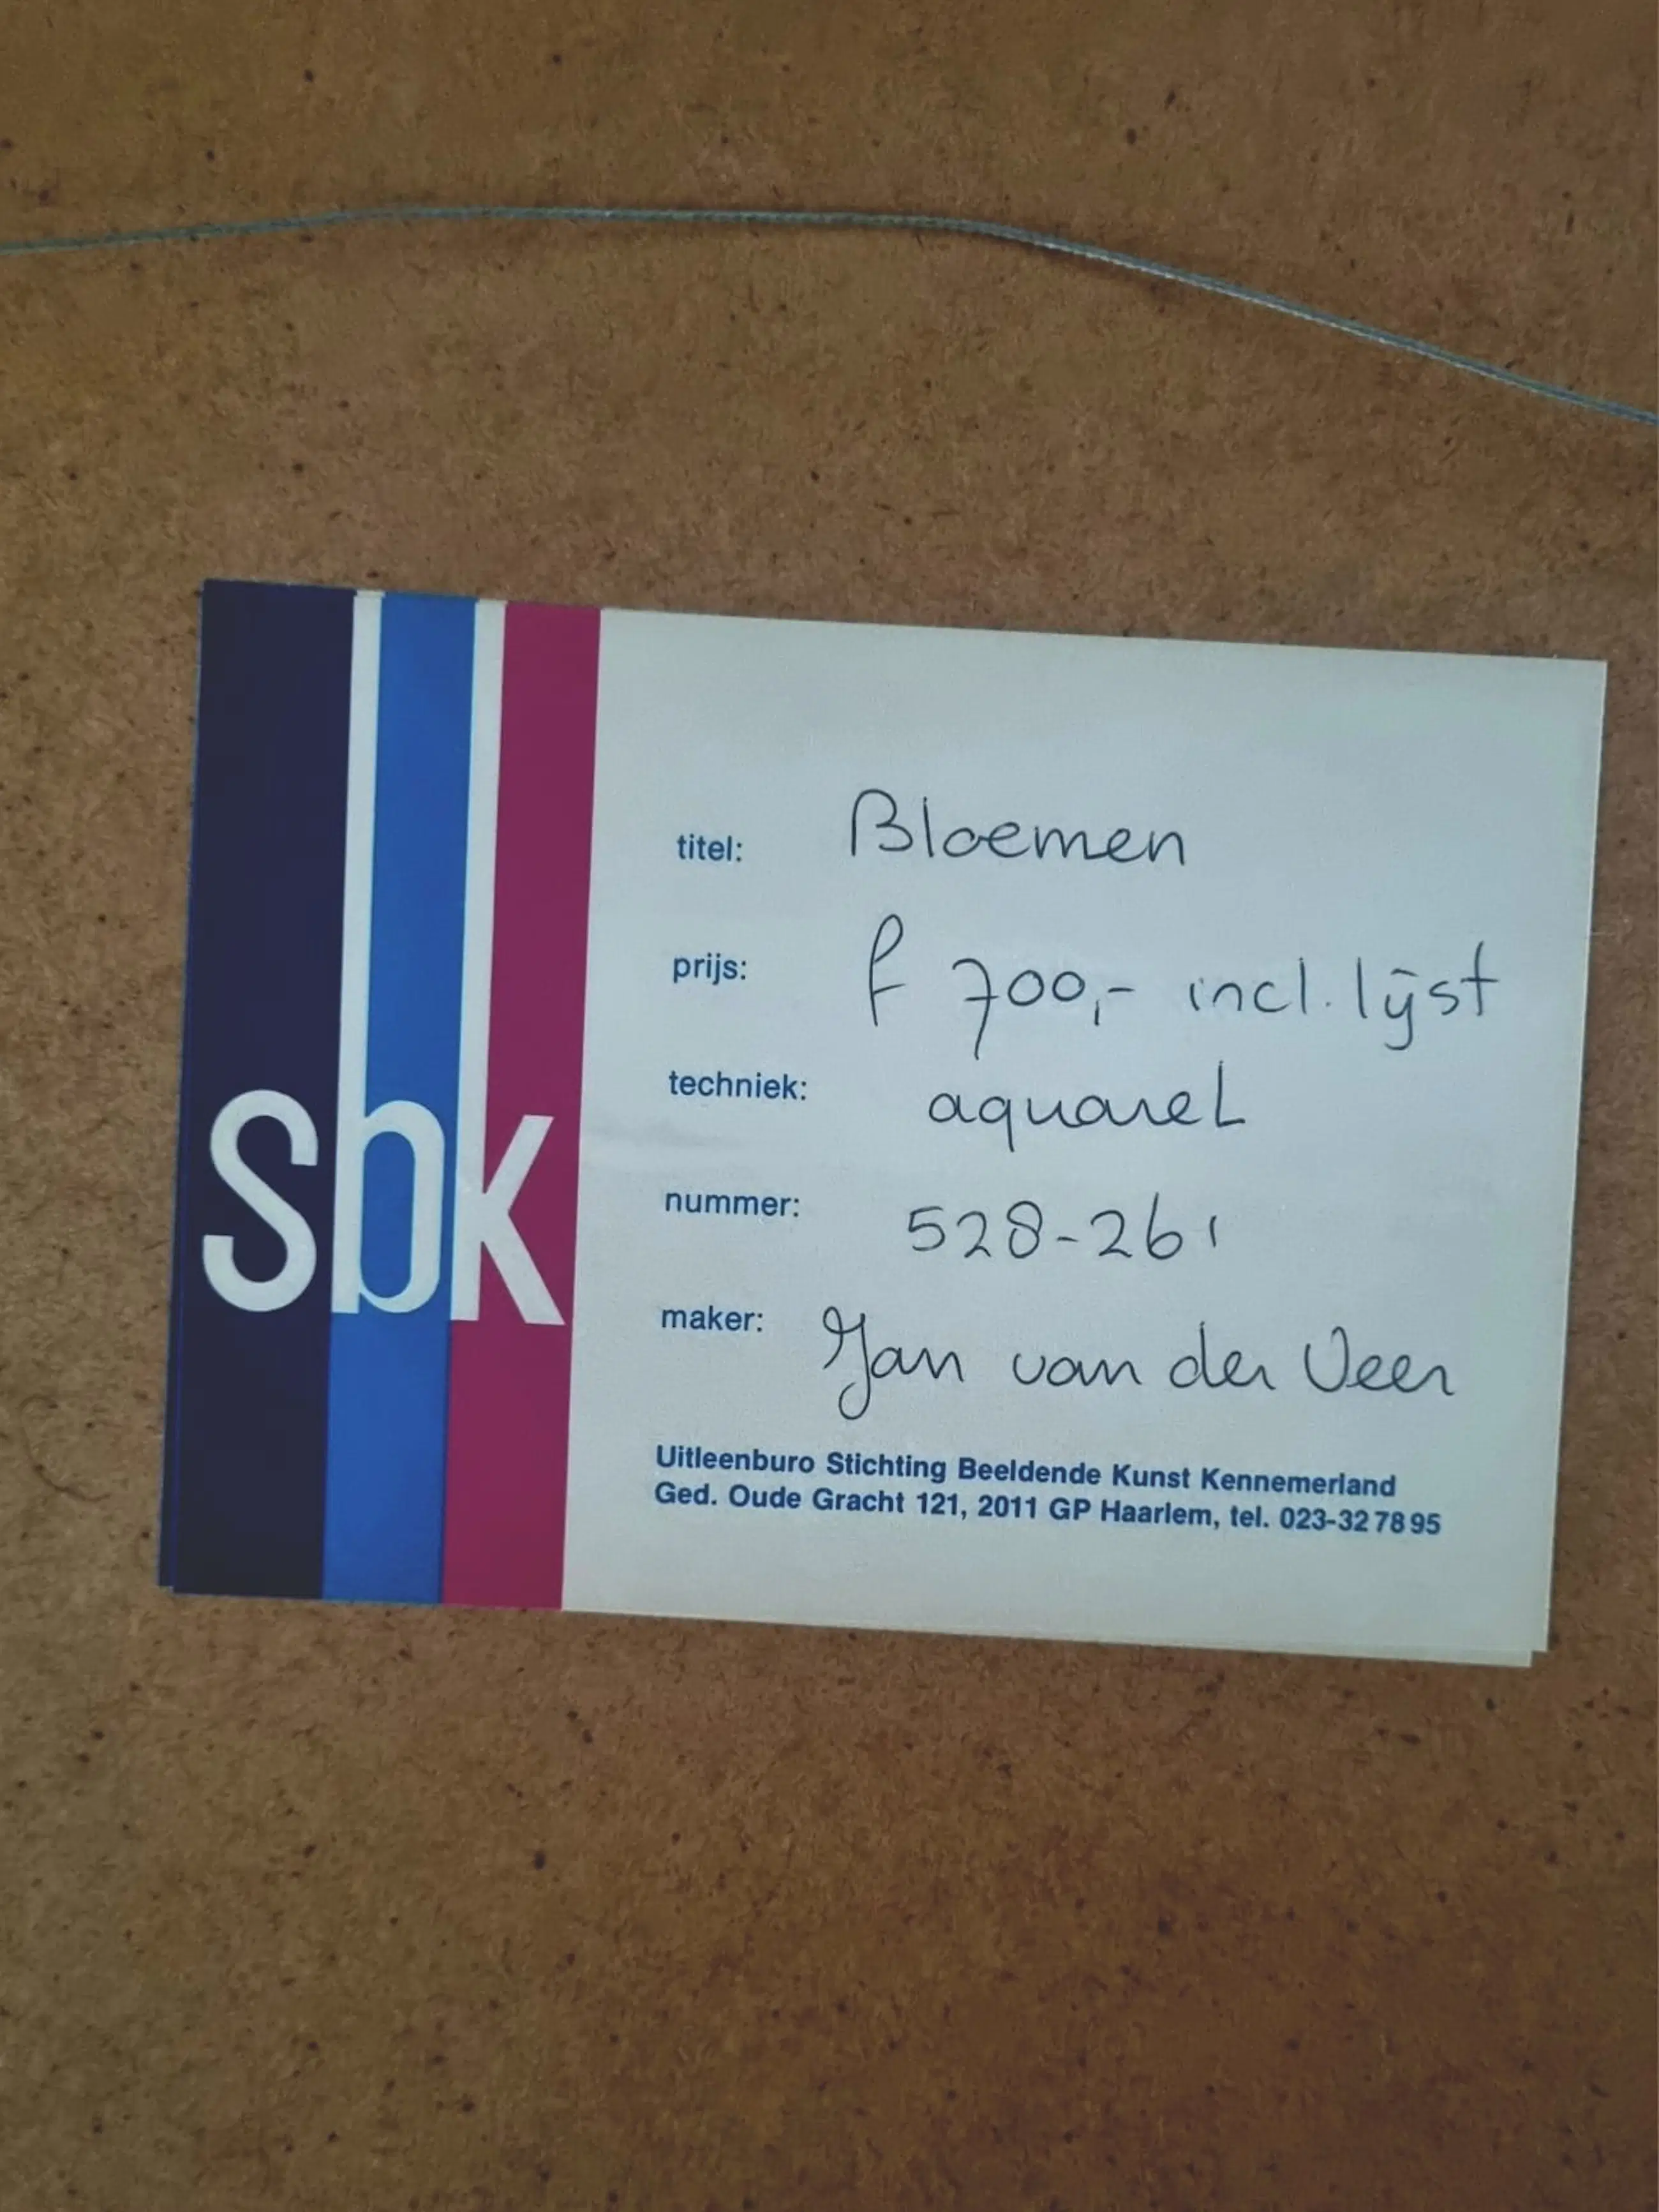 sbk
titel: Bloemen
prijs: f 700,- incl. lijst
techniek: aquarel
nummer: 528-261
maker: Jan van der Veer
Uitleenburo Stichting Beeldende Kunst Kennemerland
Ged. Oude Gracht 121, 2011 GP Haarlem, tel. 023-32 78 95